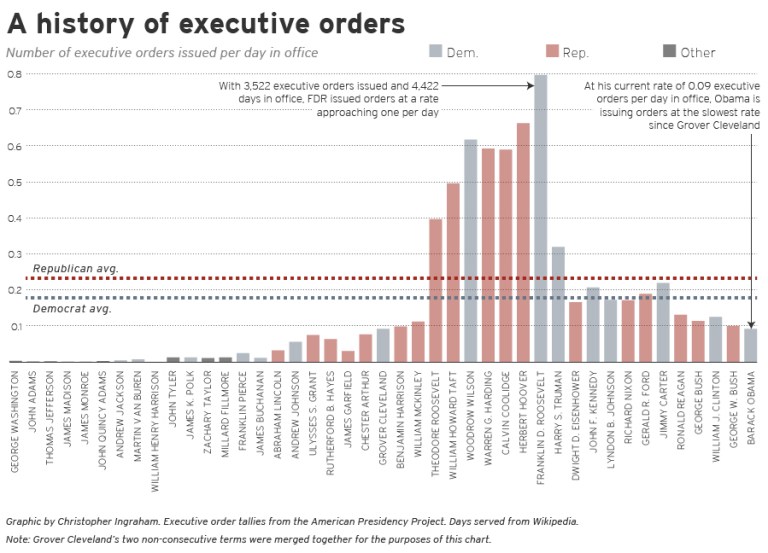 A history of executive orders
Number of executive orders issued per day in office
Dem.
Rep.
Other
0.8
0.7
0.6
0.5
0.4
0.3
0.2
0.1
With 3,522 executive orders issued and 4,422
days in office, FDR issued orders at a rate
approaching one per day
At his current rate of 0.09 executive
orders per day in office, Obama is
issuing orders at the slowest rate
since Grover Cleveland
Republican avg.
Democrat avg.
GEORGE WASHINGTON
JOHN ADAMS
THOMAS JEFFERSON
JAMES MADISON
JAMES MONROE
JOHN QUINCY ADAMS
ANDREW JACKSON
MARTIN VAN BUREN
WILLIAM HENRY HARRISON
JOHN TYLER
JAMES K. POLK
ZACHARY TAYLOR
MILLARD FILLMORE
FRANKLIN PIERCE
JAMES BUCHANAN
ABRAHAM LINCOLN
ANDREW JOHNSON
ULYSSES S. GRANT
RUTHERFORD B. HAYES
JAMES GARFIELD
CHESTER ARTHUR
GROVER CLEVELAND
BENJAMIN HARRISON
WILLIAM MCKINLEY
THEODORE ROOSEVELT
WILLIAM HOWARD TAFT
WOODROW WILSON
WARREN G. HARDING
CALVIN COOLIDGE
HERBERT HOOVER
FRANKLIN D. ROOSEVELT
HARRY S. TRUMAN
DWIGHT D. EISENHOWER
JOHN F. KENNEDY
LYNDON B. JOHNSON
RICHARD NIXON
GERALD R. FORD
JIMMY CARTER
RONALD REAGAN
GEORGE BUSH
WILLIAM J. CLINTON
GEORGE W. BUSH
BARACK OBAMA
Graphic by Christopher Ingraham. Executive order tallies from the American Presidency Project. Days served from Wikipedia.
Note: Grover Cleveland's two non-consecutive terms were merged together for the purposes of this chart.